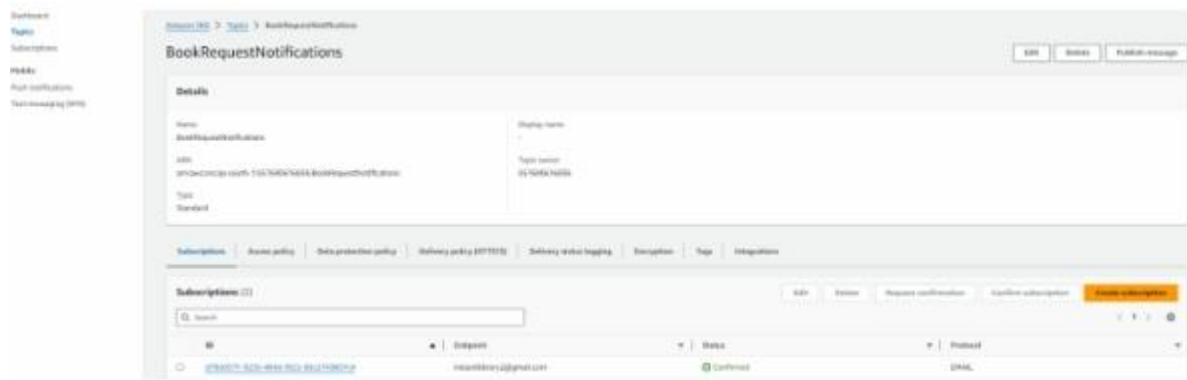 Dashboard
Topics
Subscriptions
Mobile
Push notifications
Text messaging (SMS)
Amazon SNS > Topics > BookRequestNotifications
BookRequestNotifications
Edit Delete Publish message
Details
Name
BookRequestNotifications
Display name
-
ARN
BookRequestNotifications
Topic owner
Type
Standard
Subscriptions Access policy Data protection policy Delivery policy (HTTP/S) Delivery status logging Encryption Tags Integrations
Subscriptions
Edit Delete Request confirmation Confirm subscription Create subscription
Search
1
ID Endpoint Status Protocol
Confirmed EMAIL